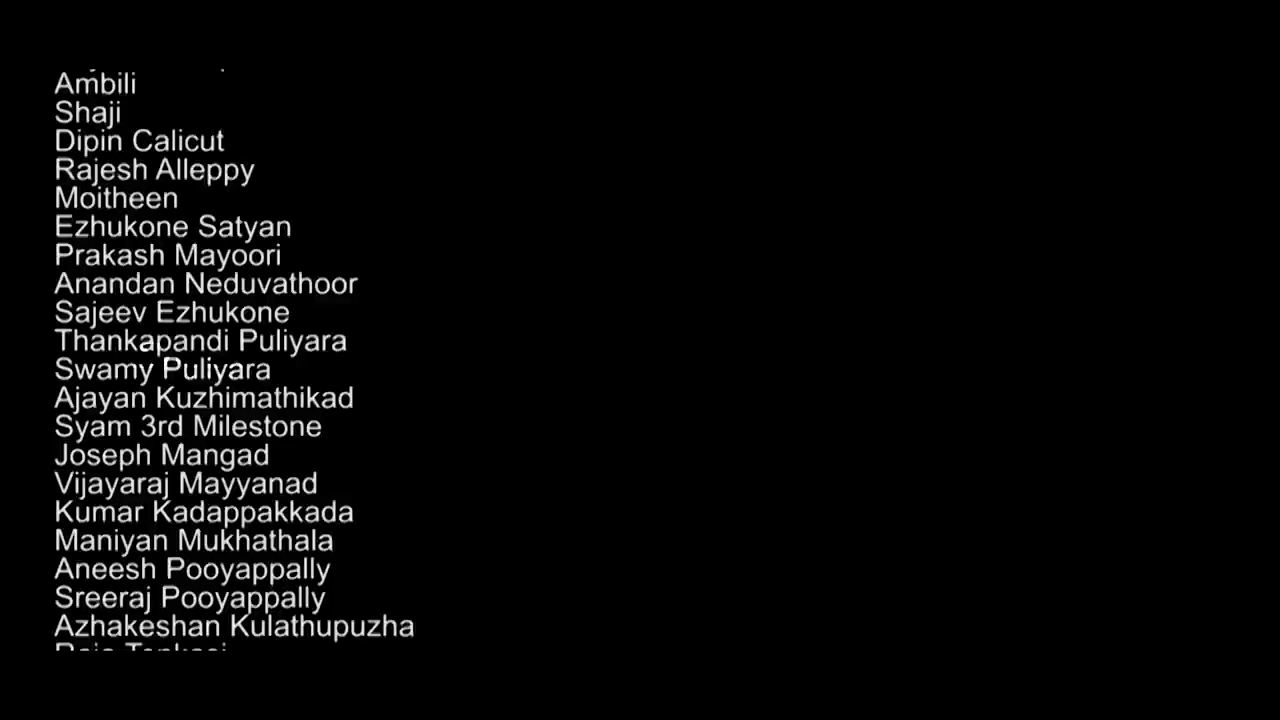 Ambili
Shaji
Dipin Calicut
Rajesh Alleppy
Moitheen
Ezhukone Satyan
Prakash Mayoori
Anandan Neduvathoor
Sajeev Ezhukone
Thankapandi Puliyara
Swamy Puliyara
Ajayan Kuzhimathikad
Syam 3rd Milestone
Joseph Mangad
Vijayaraj Mayyanad
Kumar Kadappakkada
Maniyan Mukhathala
Aneesh Pooyappally
Sreeraj Pooyappally
Azhakeshan Kulathupuzha